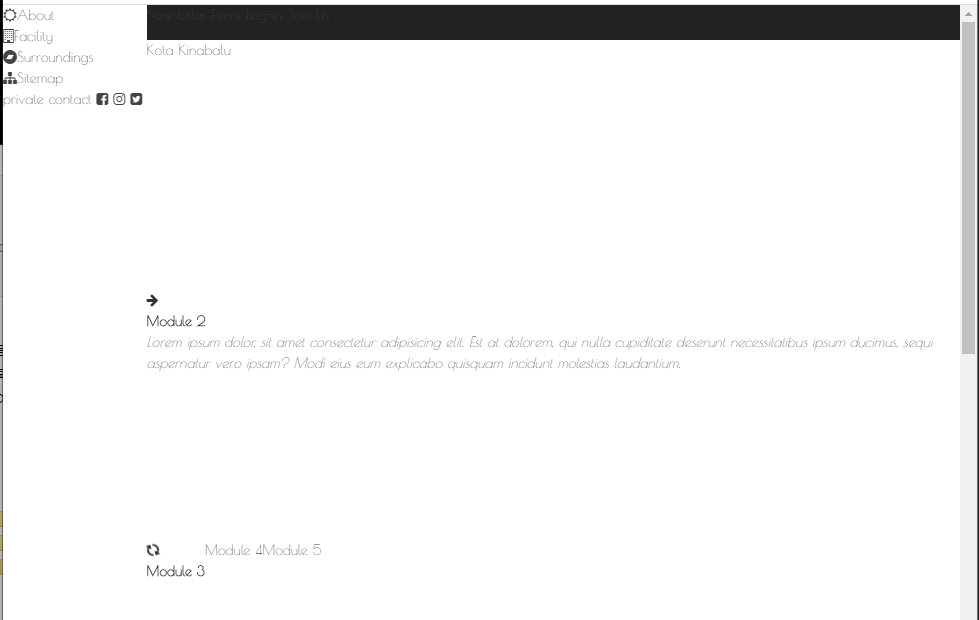 About
Facility
Surroundings
Sitemap
private contact
Newsletter Event Log-in Join Us
Kota Kinabalu
Module 2
Lorem ipsum dolor, sit amet consectetur adipisicing elit. Est at dolorem, qui nulla cupiditate deserunt necessitatibus ipsum ducimus, sequi
aspernatur vero ipsam? Modi eius eum explicabo quisquam incidunt molestias laudantium.
Module 4Module 5
Module 3